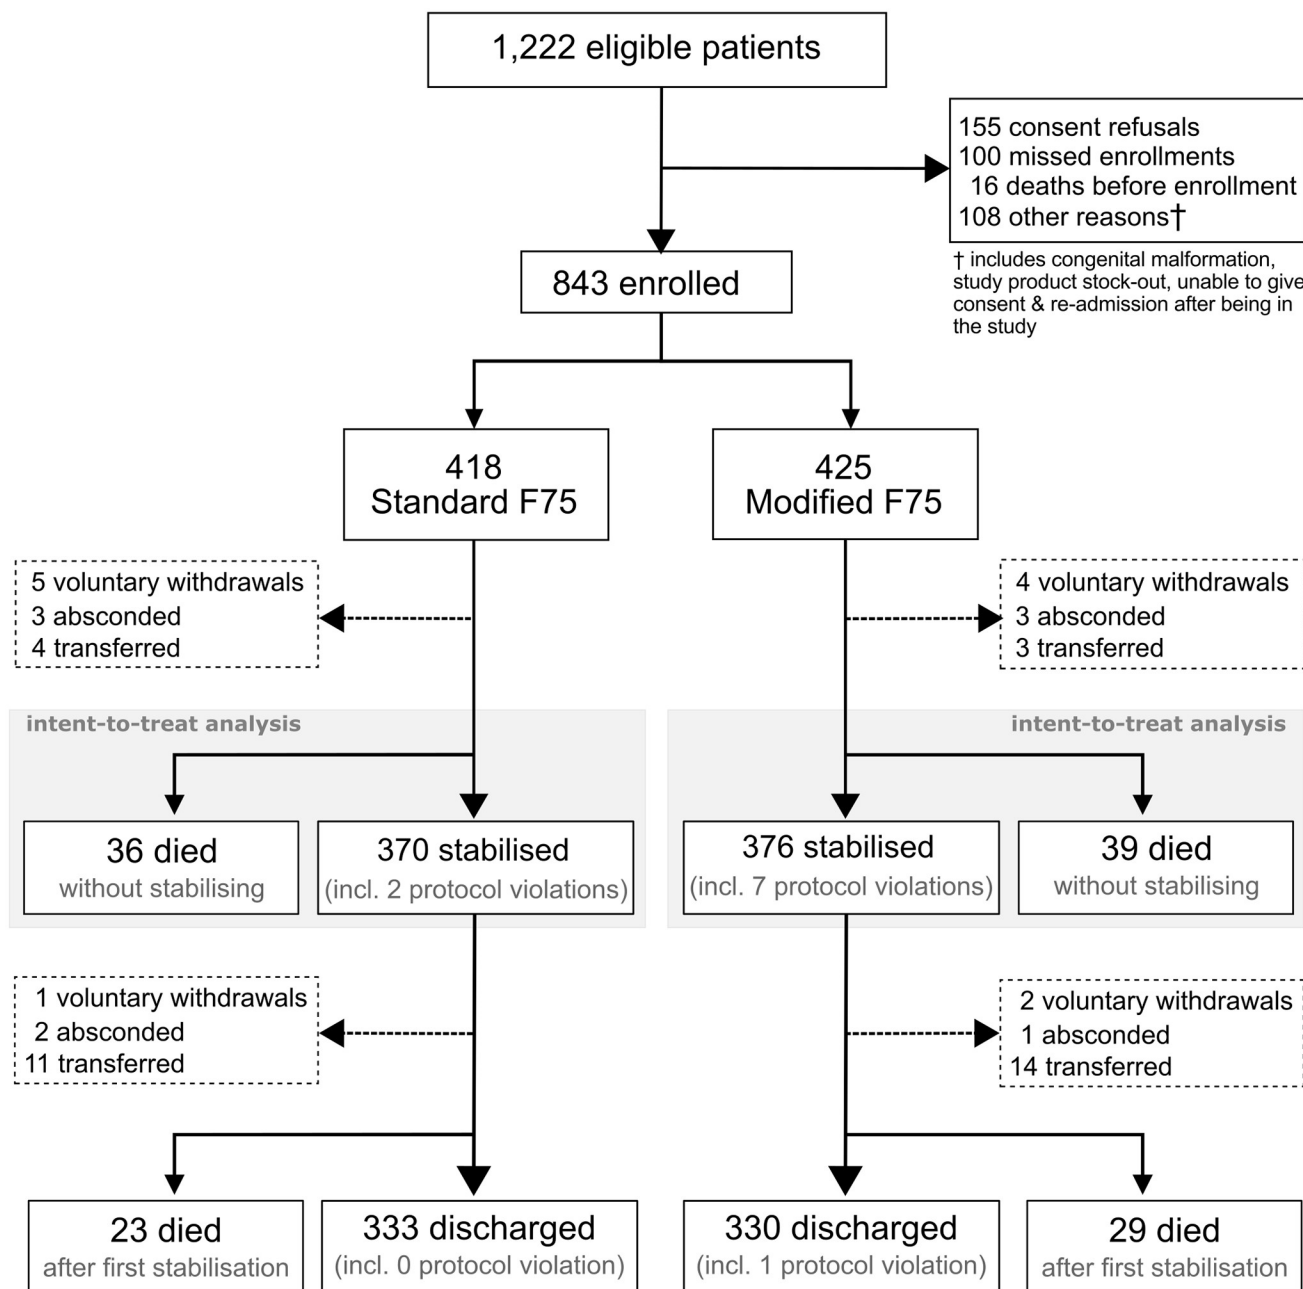 1,222 eligible patients
155 consent refusals
100 missed enrollments
16 deaths before enrollment
108 other reasons†
† includes congenital malformation,
study product stock-out, unable to give
consent & re-admission after being in
the study
843 enrolled
418
Standard F75
425
Modified F75
5 voluntary withdrawals
3 absconded
4 transferred
4 voluntary withdrawals
3 absconded
3 transferred
intent-to-treat analysis
intent-to-treat analysis
36 died
without stabilising
370 stabilised
(incl. 2 protocol violations)
376 stabilised
(incl. 7 protocol violations)
39 died
without stabilising
1 voluntary withdrawals
2 absconded
11 transferred
2 voluntary withdrawals
1 absconded
14 transferred
23 died
after first stabilisation
333 discharged
(incl. 0 protocol violation)
330 discharged
(incl. 1 protocol violation)
29 died
after first stabilisation